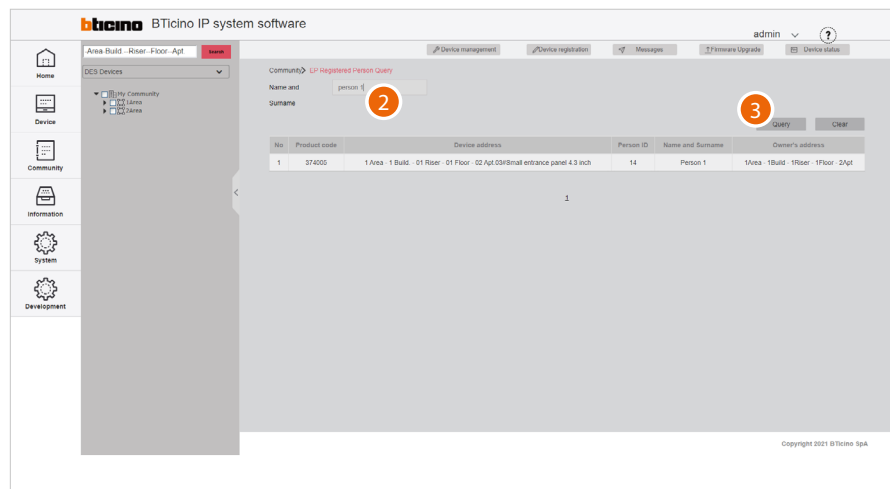 bticino BTicino IP system software
admin ?
Area--Build --Riser--Floor--Apt Search
Device management Device registration Messages Firmware Upgrade Device status
Home
DES Devices
Community> EP Registered Person Query
Name and person 1
Surname
2
3
My Community
1Area
2Area
Device
Query Clear
No Product code Device address Person ID Name and Surname Owner's address
1 374005 1 Area - 1 Build. - 01 Riser - 01 Floor - 02 Apt.03#Small entrance panel 4.3 inch 14 Person 1 1Area - 1Build - 1Riser - 1Floor - 2Apt
Community
<
1
Information
System
Development
Copyright 2021 BTicino SpA